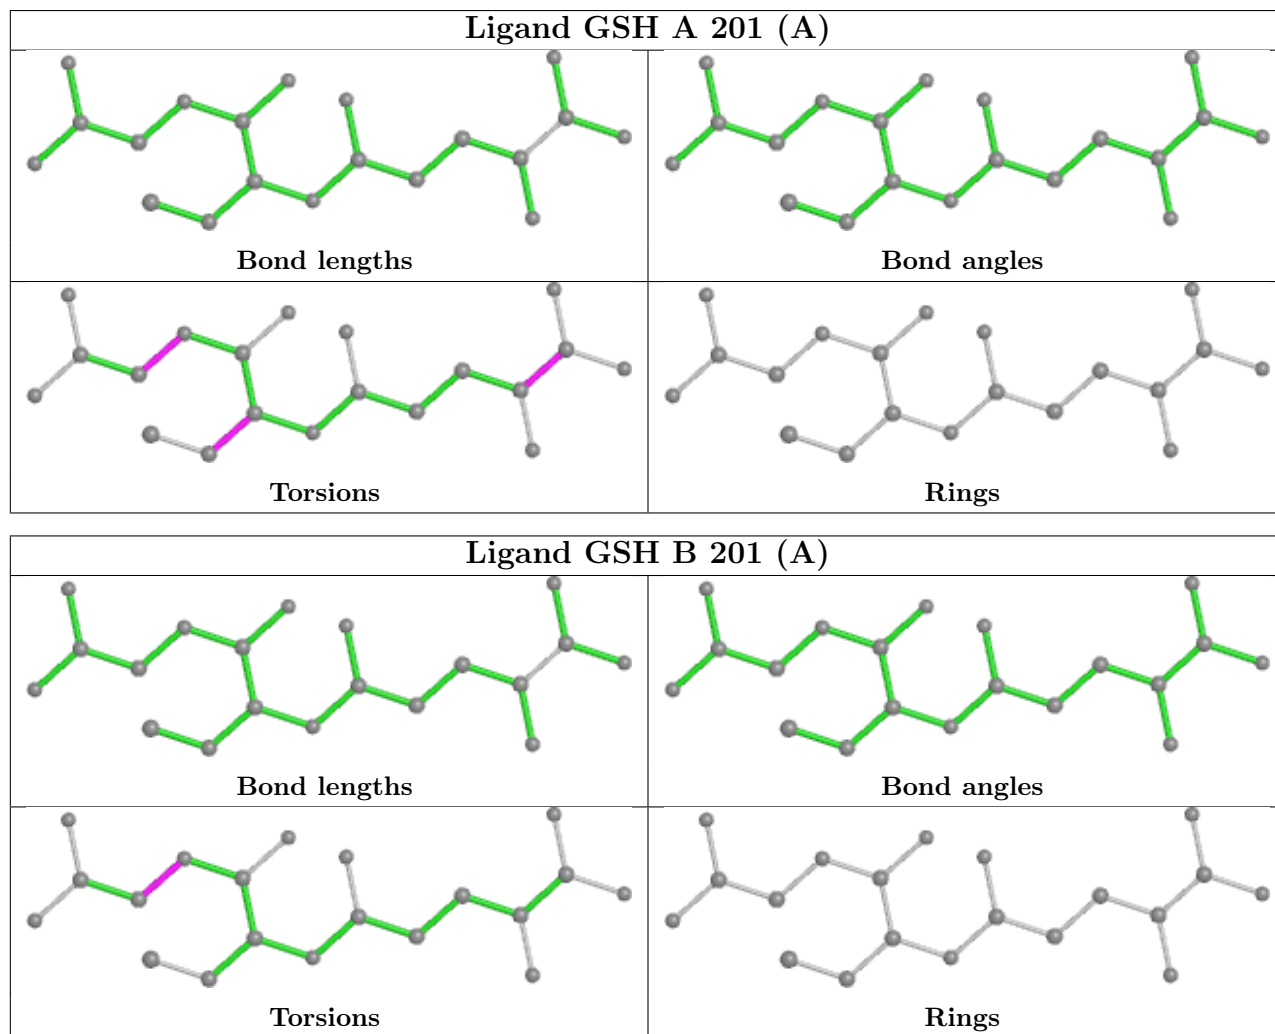 Ligand GSH A 201 (A)
Bond lengths
Bond angles
Torsions
Rings
Ligand GSH B 201 (A)
Bond lengths
Bond angles
Torsions
Rings